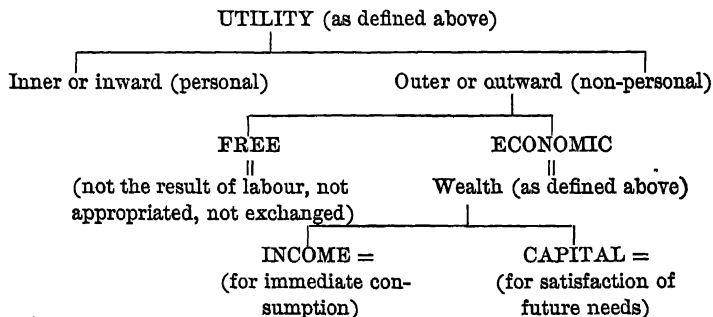 UTILITY (as defined above)
Inner or inward (personal) Outer or outward (non-personal)
FREE ECONOMIC
(not the result of labour, not Wealth (as defined above)
appropriated, not exchanged)
INCOME = CAPITAL =
(for immediate con- (for satisfaction of
sumption) future needs)